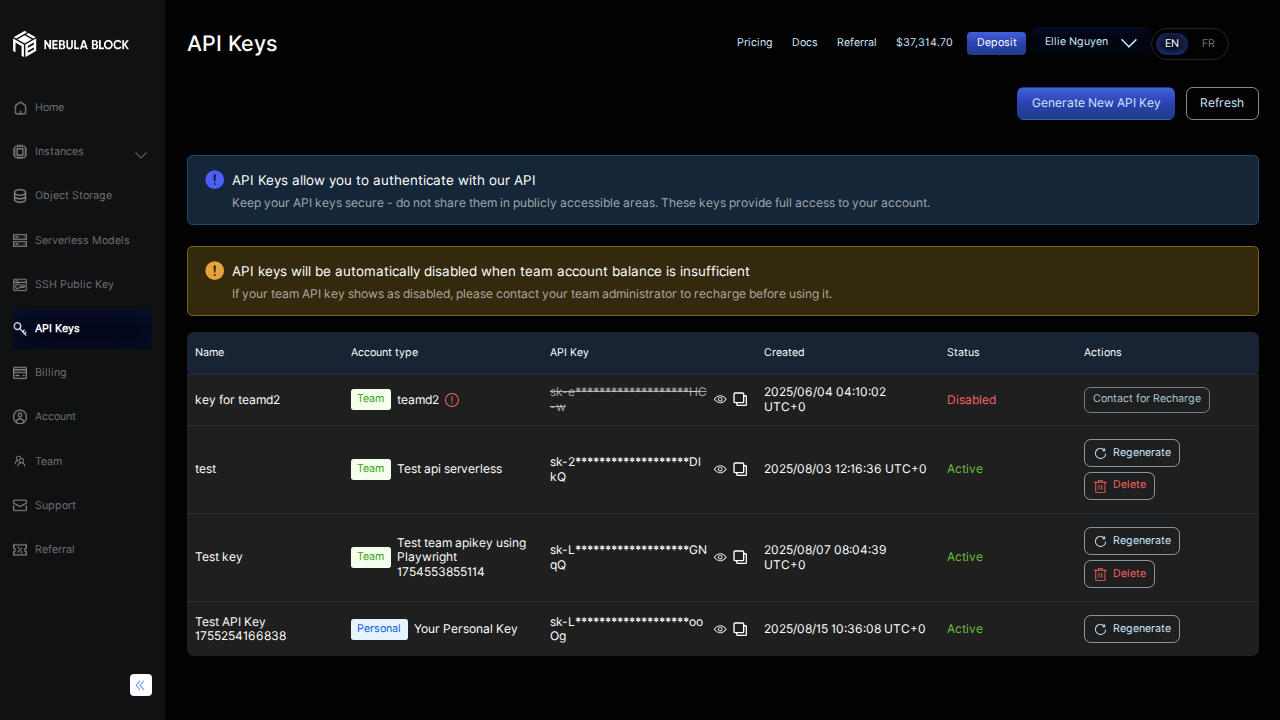 NEBULA BLOCK
Home
Instances
Object Storage
Serverless Models
SSH Public Key
API Keys
Billing
Account
Team
Support
Referral
API Keys
Pricing
Docs
Referral
$37,314.70
Deposit
Ellie Nguyen
EN
FR
Generate New API Key
Refresh
API Keys allow you to authenticate with our API
Keep your API keys secure - do not share them in publicly accessible areas. These keys provide full access to your account.
API keys will be automatically disabled when team account balance is insufficient
If your team API key shows as disabled, please contact your team administrator to recharge before using it.
Name
Account type
API Key
Created
Status
Actions
key for teamd2
Team
teamd2
sk-e*******************HC
-w
2025/06/04 04:10:02
UTC+0
Disabled
Contact for Recharge
test
Team
Test api serverless
sk-2*******************DI
kQ
2025/08/03 12:16:36 UTC+0
Active
Regenerate
Delete
Test key
Team
Test team apikey using
Playwright
1754553855114
sk-L*******************GN
qQ
2025/08/07 08:04:39
UTC+0
Active
Regenerate
Delete
Test API Key
1755254166838
Personal
Your Personal Key
sk-L*******************oo
Og
2025/08/15 10:36:08 UTC+0
Active
Regenerate